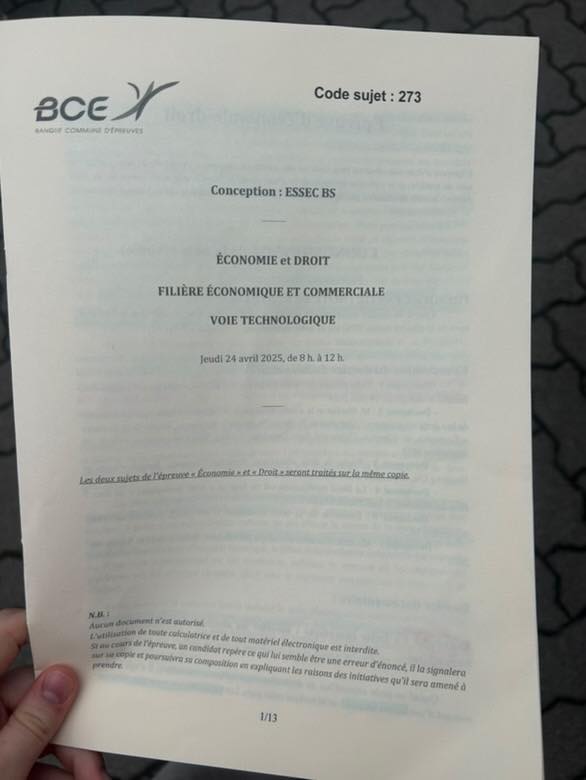 BCE
BANQUE COMMUNE D'ÉPREUVES
Code sujet : 273
Conception : ESSEC BS
ÉCONOMIE et DROIT
FILIÈRE ÉCONOMIQUE ET COMMERCIALE
VOIE TECHNOLOGIQUE
Jeudi 24 avril 2025, de 8 h. à 12 h.
Les deux sujets de l'épreuve « Économie » et « Droit » seront traités sur la même copie.
N.B. :
Aucun document n'est autorisé.
L'utilisation de toute calculatrice et de tout matériel électronique est interdite.
Si au cours de l'épreuve, un candidat repère ce qui lui semble être une erreur d'énoncé, il la signalera
sur sa copie et poursuivra sa composition en expliquant les raisons des initiatives qu'il sera amené à
prendre.
1/13